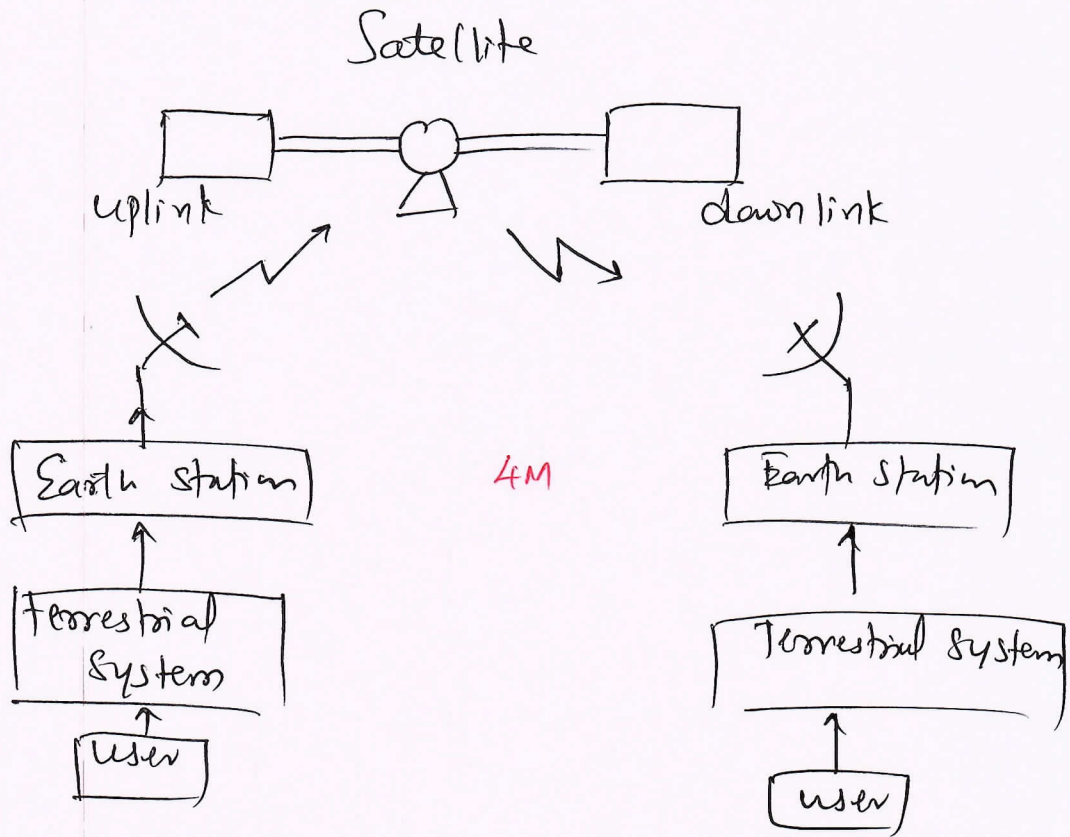 Satellite
uplink
downlink
Earth station
4M
Earth station
terrestrial
system
Terrestrial system
user
user